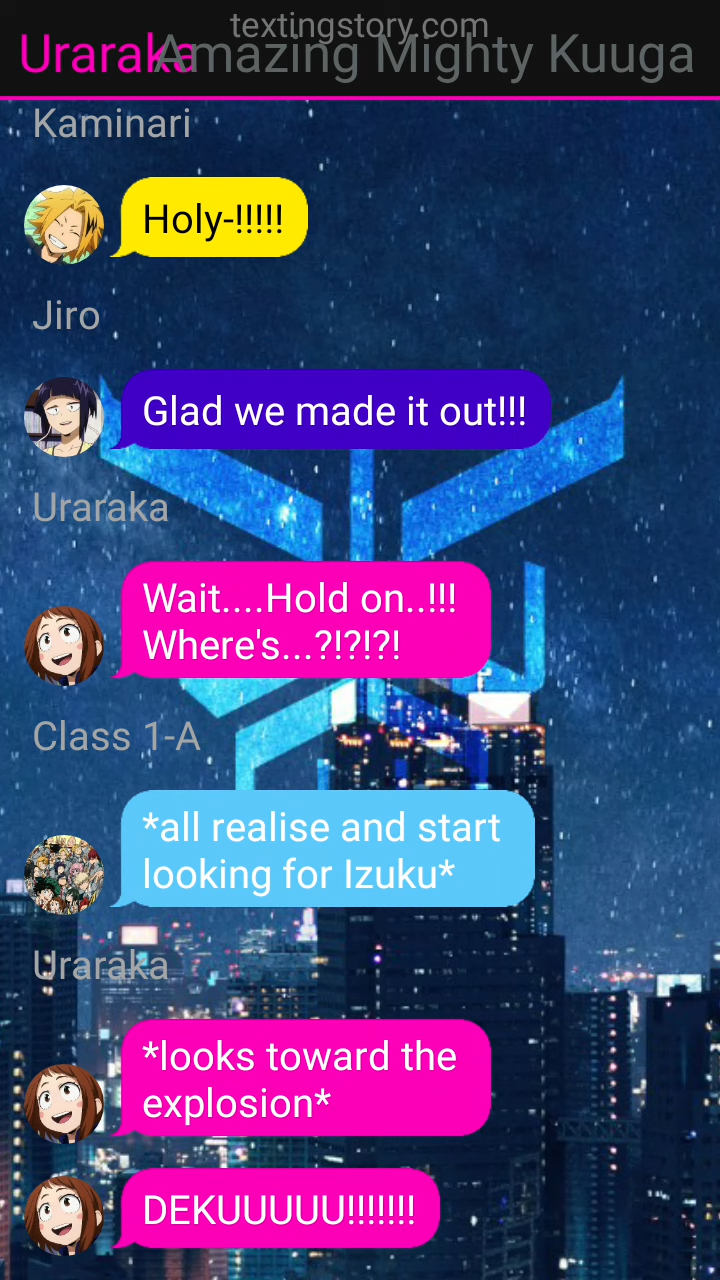 textingstory.com
Uraraka
Amazing Mighty Kuuga
Kaminari
Holy-!!!!!
Jiro
Glad we made it out!!!
Uraraka
Wait....Hold on..!!!
Where's...?!?!?!
Class 1-A
*all realise and start
looking for Izuku*
Uraraka
*looks toward the
explosion*
DEKUUUUU!!!!!!!